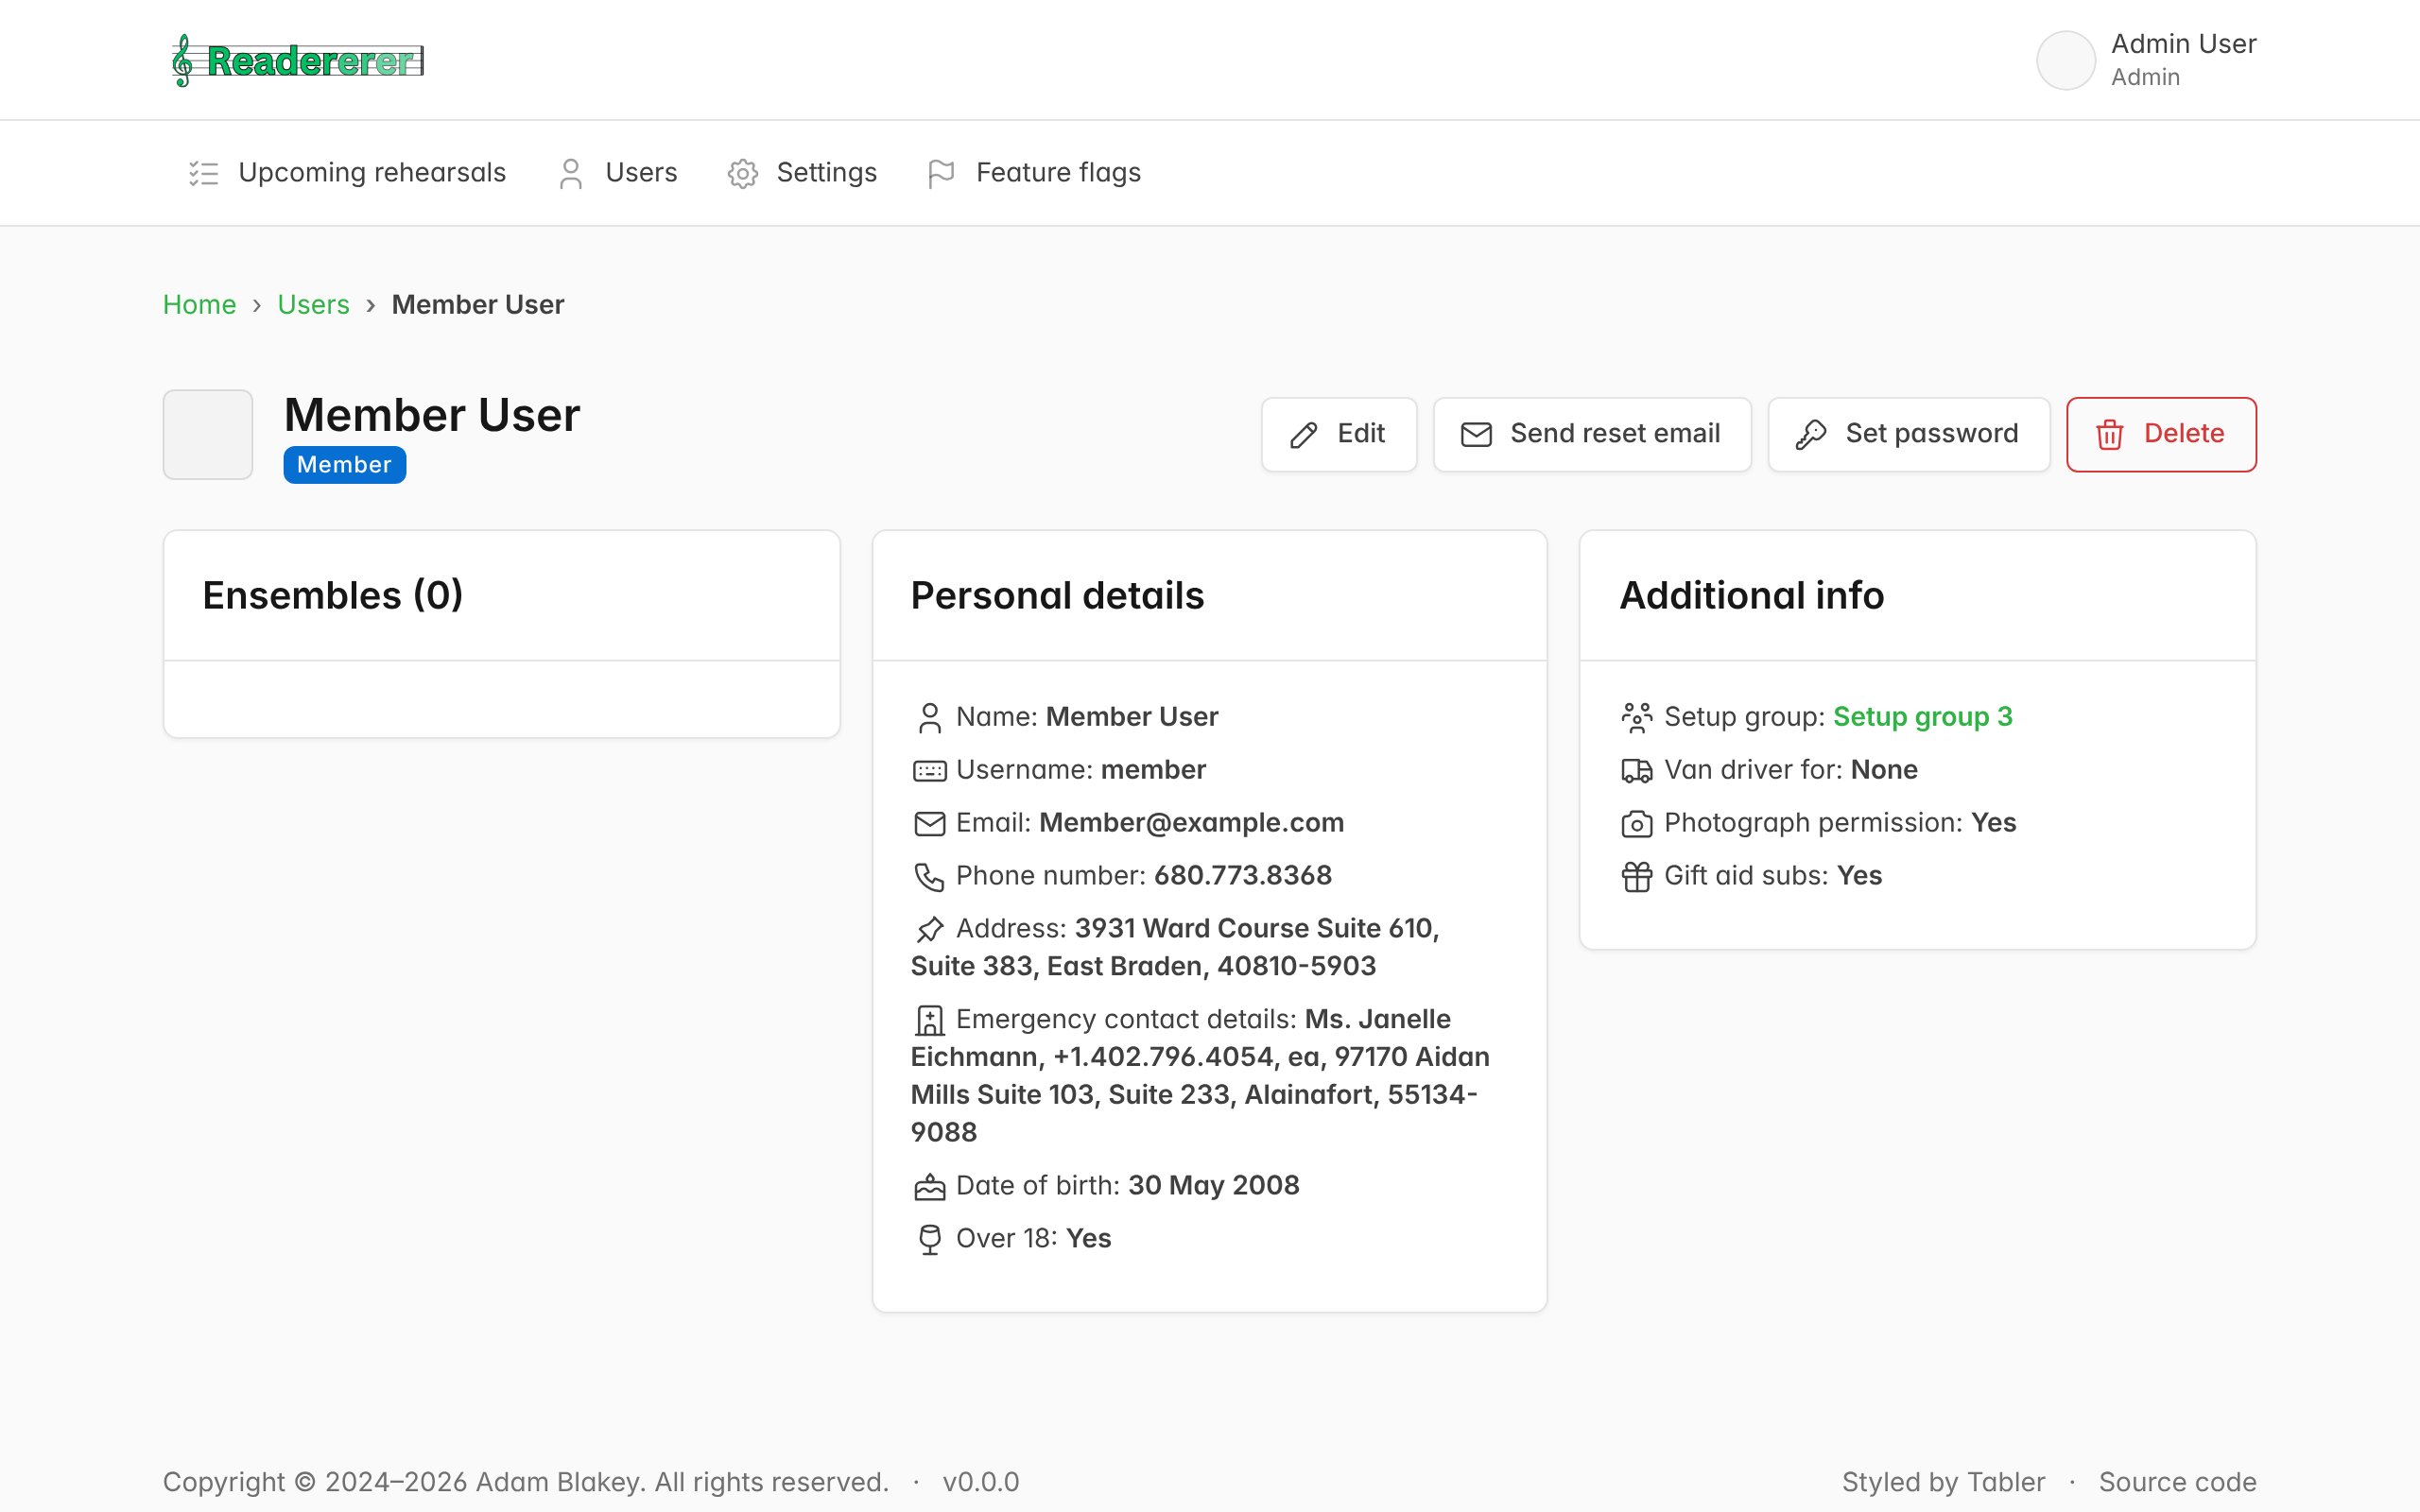 Readererer
Admin User
Admin
Upcoming rehearsals
Users
Settings
Feature flags
Home › Users › Member User
Member User
Member
Edit
Send reset email
Set password
Delete
Ensembles (0)
Personal details
Name: Member User
Username: member
Email: Member@example.com
Phone number: 680.773.8368
Address: 3931 Ward Course Suite 610,
Suite 383, East Braden, 40810-5903
Emergency contact details: Ms. Janelle
Eichmann, +1.402.796.4054, ea, 97170 Aidan
Mills Suite 103, Suite 233, Alainafort, 55134-
9088
Date of birth: 30 May 2008
Over 18: Yes
Additional info
Setup group: Setup group 3
Van driver for: None
Photograph permission: Yes
Gift aid subs: Yes
Copyright © 2024–2026 Adam Blakey. All rights reserved. · v0.0.0
Styled by Tabler · Source code